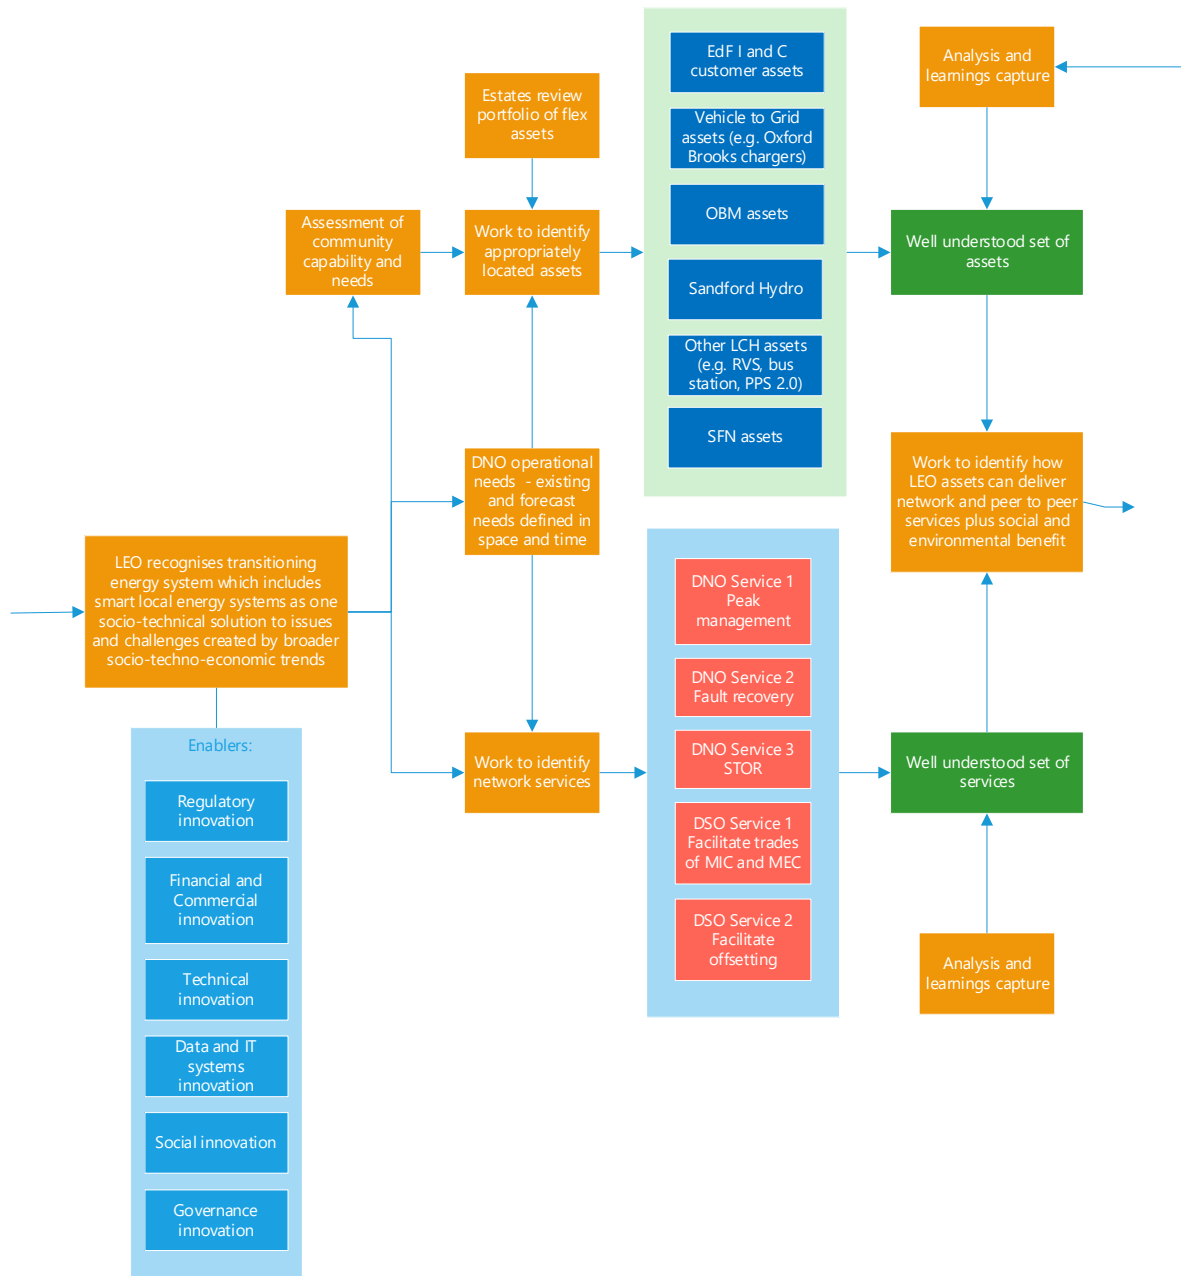 EdF I and C
customer assets
Analysis and
learnings capture
Estates review
portfolio of flex
assets
Vehicle to Grid
assets (e.g. Oxford
Brooks chargers)
OBM assets
Assessment of
community
capability and
needs
Work to identify
appropriately
located assets
Well understood set of
assets
Sandford Hydro
Other LCH assets
(e.g. RVS, bus
station, PPS 2.0)
SFN assets
DNO operational
needs - existing
and forecast
needs defined in
space and time
Work to identify how
LEO assets can deliver
network and peer to peer
services plus social and
environmental benefit
LEO recognises transitioning
energy system which includes
smart local energy systems as one
socio-technical solution to issues
and challenges created by broader
socio-techno-economic trends
DNO Service 1
Peak
management
DNO Service 2
Fault recovery
DNO Service 3
STOR
DSO Service 1
Facilitate trades
of MIC and MEC
DSO Service 2
Facilitate
offsetting
Work to identify
network services
Well understood set of
services
Analysis and
learnings capture
Enablers:
Regulatory
innovation
Financial and
Commercial
innovation
Technical
innovation
Data and IT
systems
innovation
Social innovation
Governance
innovation